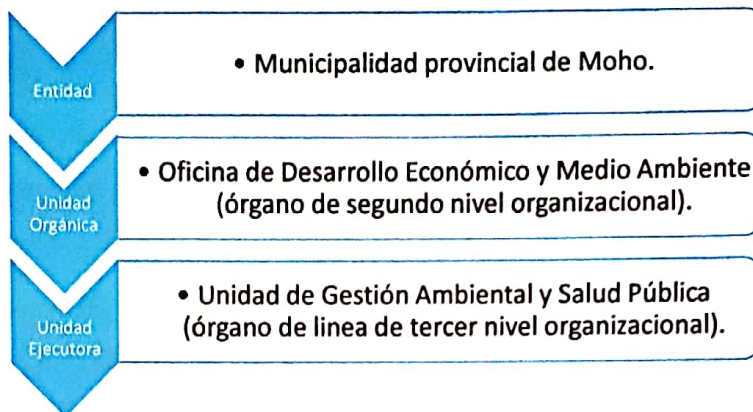 Entidad
• Municipalidad provincial de Moho.
Unidad
Orgánica
• Oficina de Desarrollo Económico y Medio Ambiente
(órgano de segundo nivel organizacional).
Unidad
Ejecutora
• Unidad de Gestión Ambiental y Salud Pública
(órgano de linea de tercer nivel organizacional).